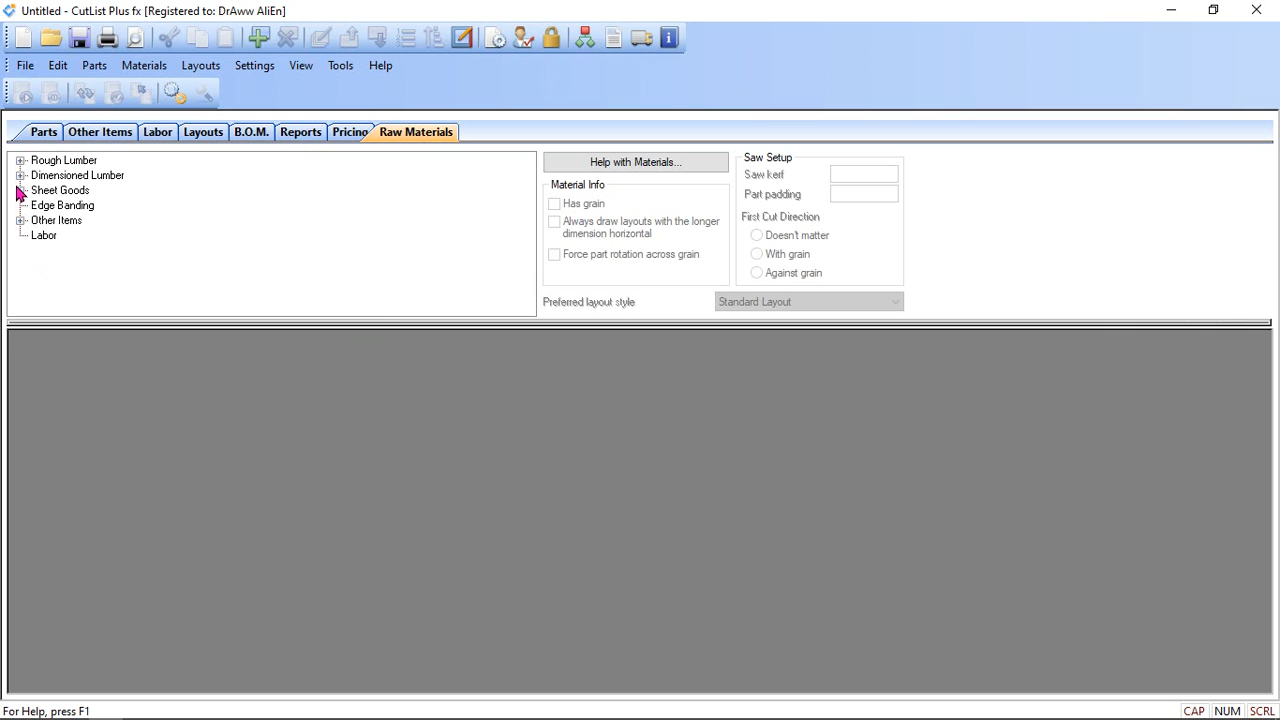 Untitled - CutList Plus fx [Registered to: DrAww AliEn]
File Edit Parts Materials Layouts Settings View Tools Help
Parts Other Items Labor Layouts B.O.M. Reports Pricing Raw Materials
Rough Lumber
Dimensioned Lumber
Sheet Goods
Edge Banding
Other Items
Labor
Help with Materials...
Material Info
Has grain
Always draw layouts with the longer
dimension horizontal
Force part rotation across grain
Preferred layout style
Standard Layout
Saw Setup
Saw kerf
Part padding
First Cut Direction
Doesn't matter
With grain
Against grain
For Help, press F1
CAP NUM SCRL